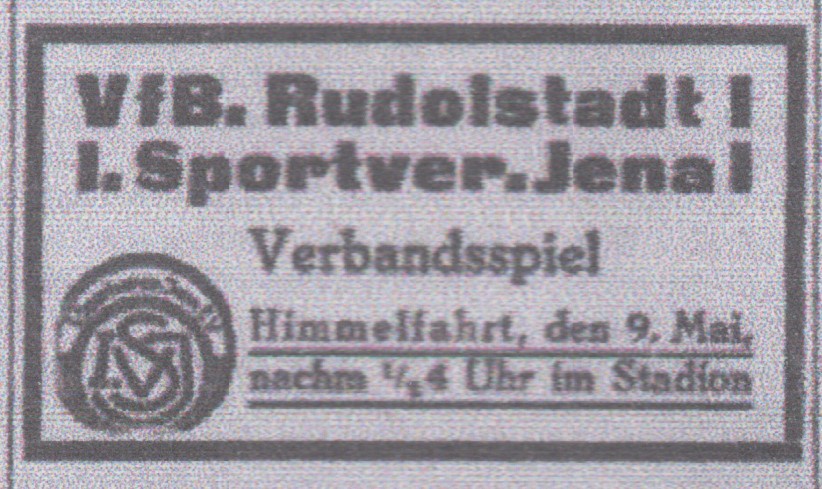 VfB. Rudolstadt I
I. Sportver. Jena I
Verbandsspiel
Himmelfahrt, den 9. Mai,
nachm ½4 Uhr im Stadion